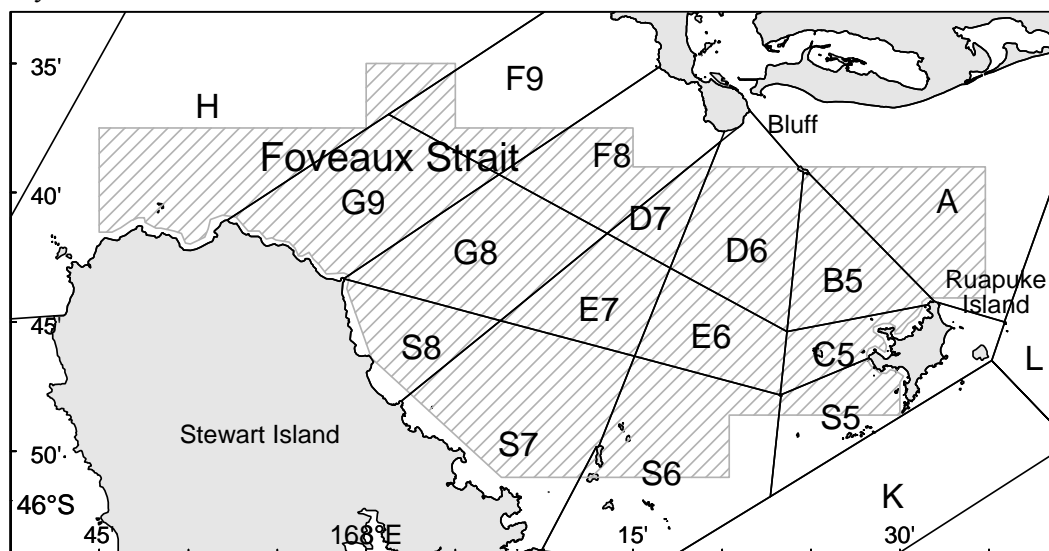 35'
F9
H
Bluff
Foveaux Strait
F8
40'
G9
A
D7
G8
D6
B5
Ruapuke
Island
E7
45'
E6
S8
C5
L
S5
Stewart Island
S7
50'
S6
46°S
K
45'
168°E
15'
30'